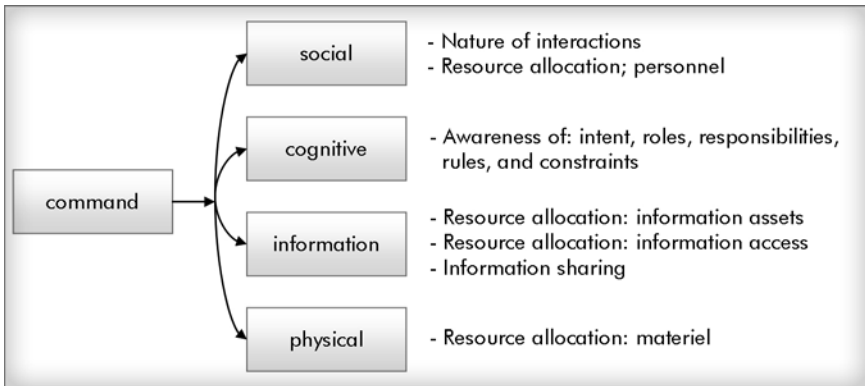 social
- Nature of interactions
- Resource allocation; personnel
cognitive
- Awareness of: intent, roles, responsibilities,
rules, and constraints
command
information
- Resource allocation: information assets
- Resource allocation: information access
- Information sharing
physical
- Resource allocation: materiel